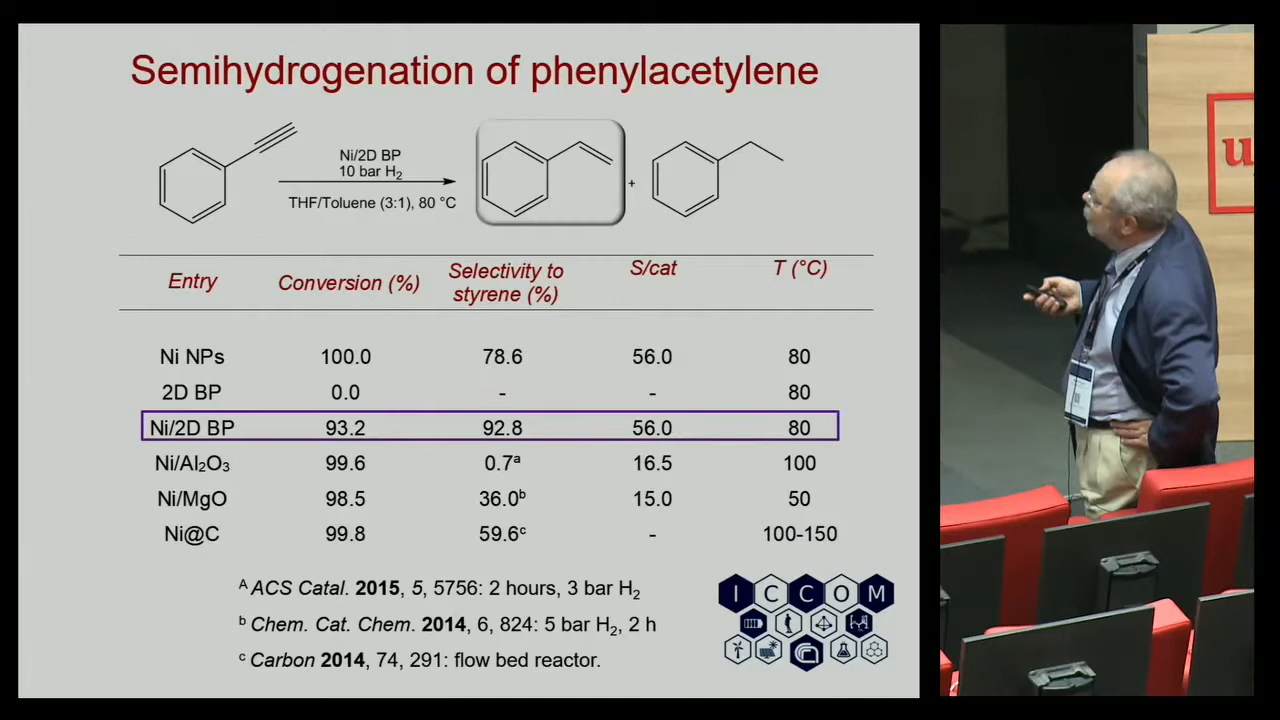 Semihydrogenation of phenylacetylene
Ni/2D BP
10 bar H₂
THF/Toluene (3:1), 80 °C
+
Entry Conversion (%) Selectivity to styrene (%) S/cat T (°C)
Ni NPs 100.0 78.6 56.0 80
2D BP 0.0 - - 80
Ni/2D BP 93.2 92.8 56.0 80
Ni/Al₂O₃ 99.6 0.7ᵃ 16.5 100
Ni/MgO 98.5 36.0ᵇ 15.0 50
Ni@C 99.8 59.6ᶜ - 100-150
ᴬ ACS Catal. 2015, 5, 5756: 2 hours, 3 bar H₂
ᵇ Chem. Cat. Chem. 2014, 6, 824: 5 bar H₂, 2 h
ᶜ Carbon 2014, 74, 291: flow bed reactor.
ICCOM